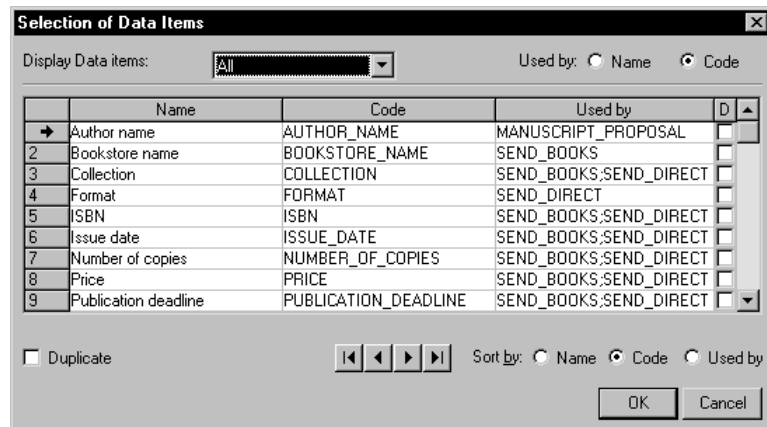 Selection of Data Items
Display Data items: All Used by: Name Code
Name Code Used by D
Author name AUTHOR_NAME MANUSCRIPT_PROPOSAL
2 Bookstore name BOOKSTORE_NAME SEND_BOOKS
3 Collection COLLECTION SEND_BOOKS;SEND_DIRECT
4 Format FORMAT SEND_DIRECT
5 ISBN ISBN SEND_BOOKS;SEND_DIRECT
6 Issue date ISSUE_DATE SEND_BOOKS;SEND_DIRECT
7 Number of copies NUMBER_OF_COPIES SEND_BOOKS;SEND_DIRECT
8 Price PRICE SEND_BOOKS;SEND_DIRECT
9 Publication deadline PUBLICATION_DEADLINE SEND_BOOKS;SEND_DIRECT
Duplicate Sort by: Name Code Used by
OK Cancel